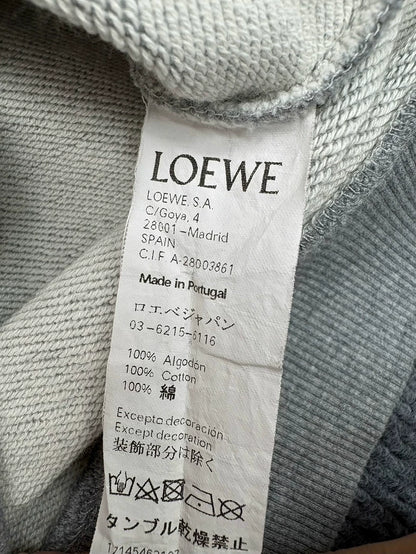 LOEWE
LOEWE, S.A.
C/Goya, 4
28001-Madrid
SPAIN
C.I.F. A-28003861
Made in Portugal
ロエベジャパン
03-6215-6116
100% Algodón
100% Cotton
100% 綿
Excepto decoración
Except decoration
装飾部分は除く
タンブル乾燥禁止